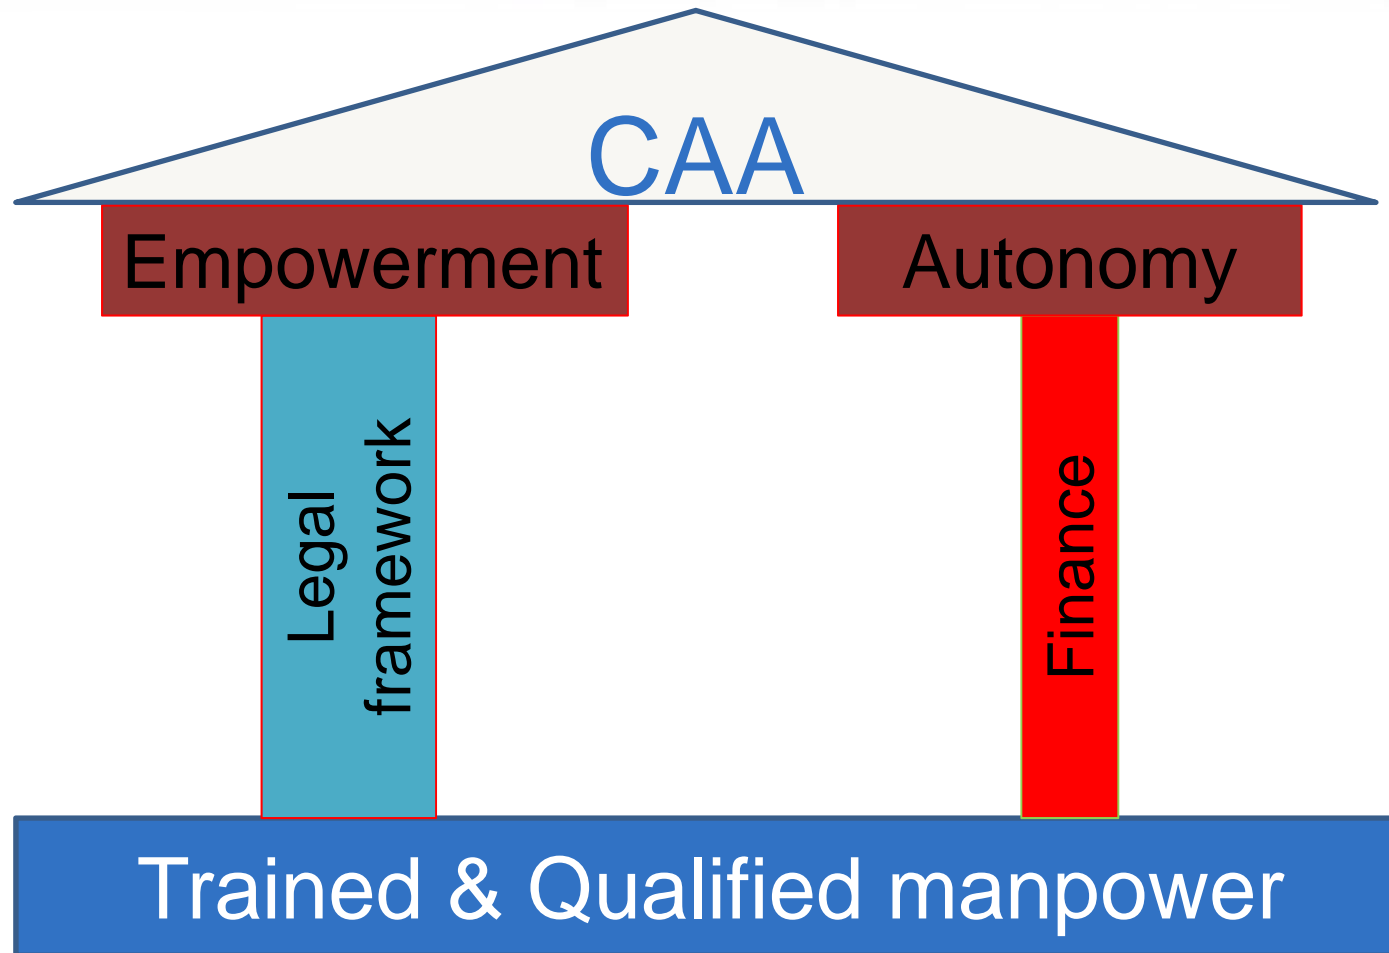 CAA
Empowerment
Autonomy
Legal
framework
Finance
Trained & Qualified manpower